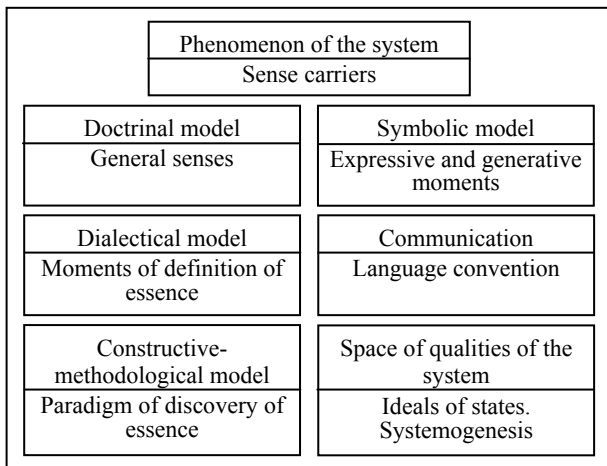 Phenomenon of the system
Sense carriers
Doctrinal model
General senses
Symbolic model
Expressive and generative
moments
Dialectical model
Moments of definition of
essence
Communication
Language convention
Constructive-
methodological model
Paradigm of discovery of
essence
Space of qualities of the
system
Ideals of states.
Systemogenesis